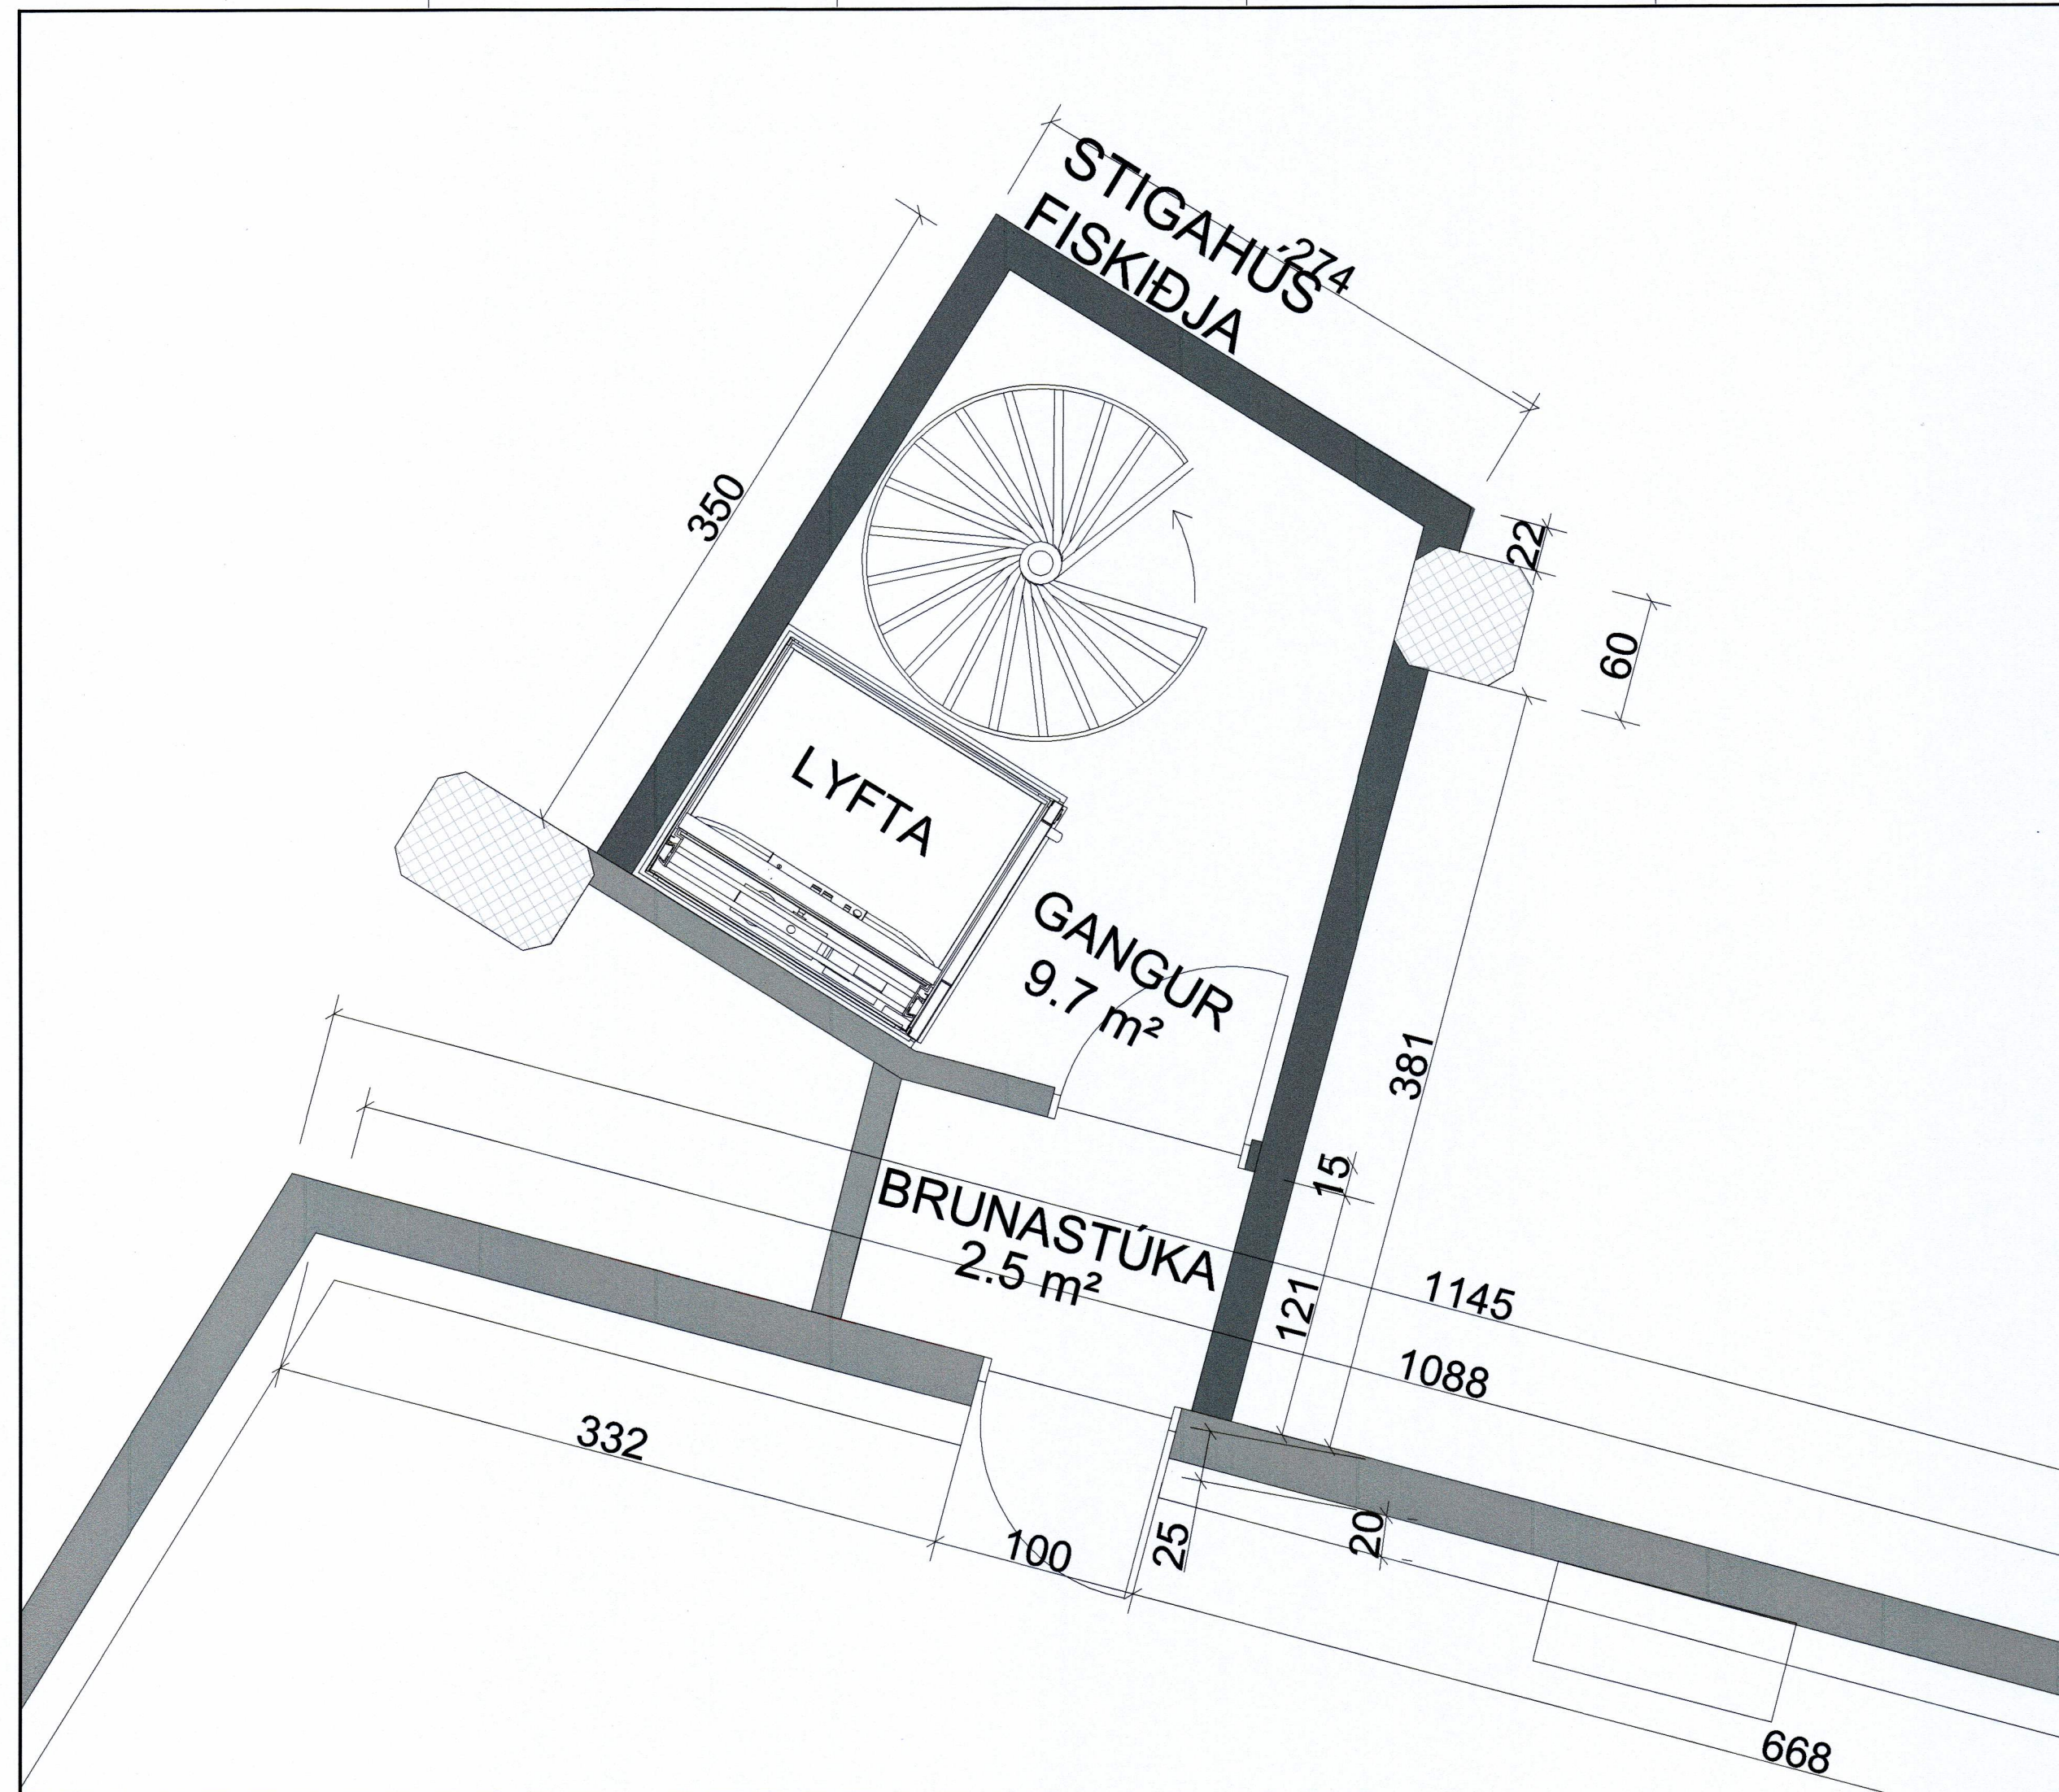 STIGAHÚS
FISKIÐJA
274
350
22
60
LYFTA
GANGUR
9.7 m²
381
15
BRUNASTÚKA
2.5 m²
121
1145
1088
332
100
25
20
668